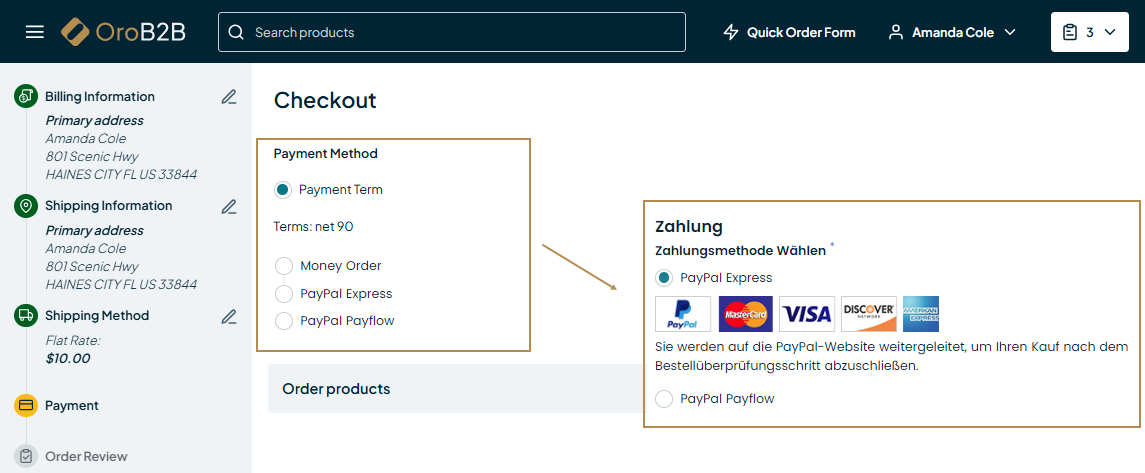 OroB2B
Search products
Quick Order Form
Amanda Cole
3
Billing Information
Primary address
Amanda Cole
801 Scenic Hwy
HAINES CITY FL US 33844
Shipping Information
Primary address
Amanda Cole
801 Scenic Hwy
HAINES CITY FL US 33844
Shipping Method
Flat Rate:
$10.00
Payment
Order Review
Checkout
Payment Method
Payment Term
Terms: net 90
Money Order
PayPal Express
PayPal Payflow
Order products
Zahlung
Zahlungsmethode Wählen *
PayPal Express
PayPal MasterCard VISA DISCOVER NETWORK AMERICAN EXPRESS
Sie werden auf die PayPal-Website weitergeleitet, um Ihren Kauf nach dem
Bestellüberprüfungsschritt abzuschließen.
PayPal Payflow